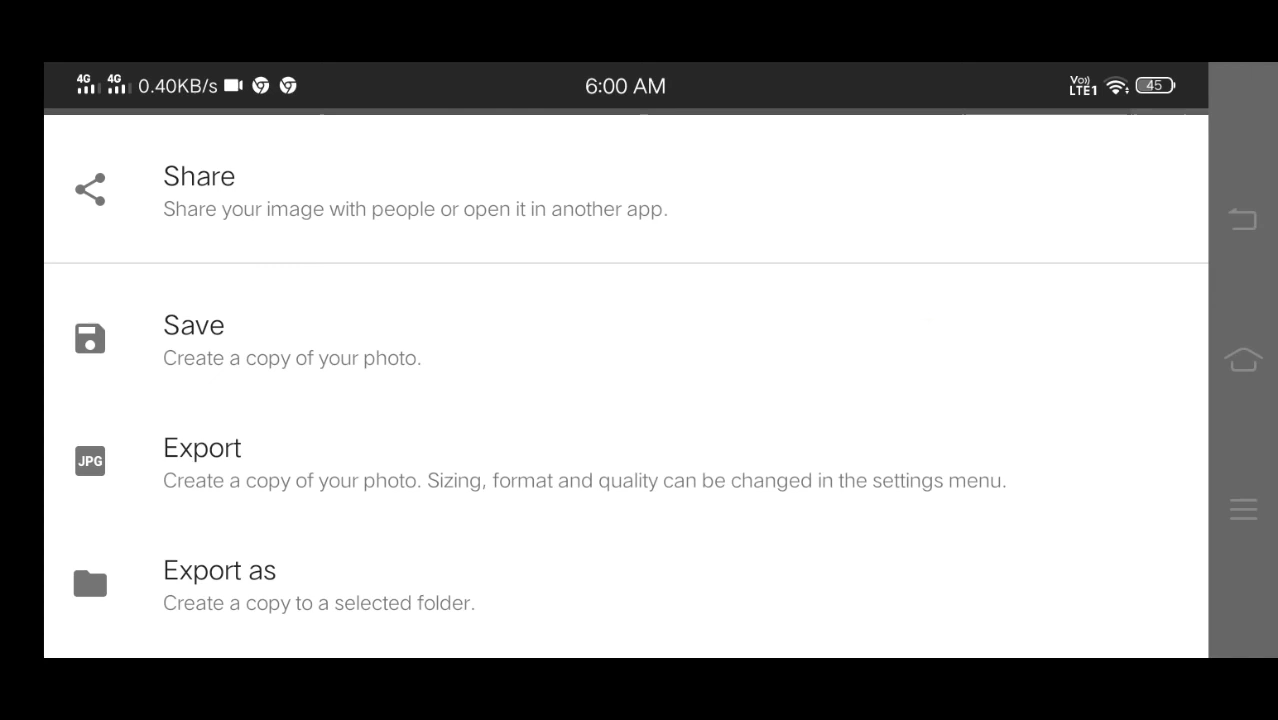 4G 4G 0.40KB/s 6:00 AM Vo)) LTE1 45
Share
Share your image with people or open it in another app.
Save
Create a copy of your photo.
JPG Export
Create a copy of your photo. Sizing, format and quality can be changed in the settings menu.
Export as
Create a copy to a selected folder.